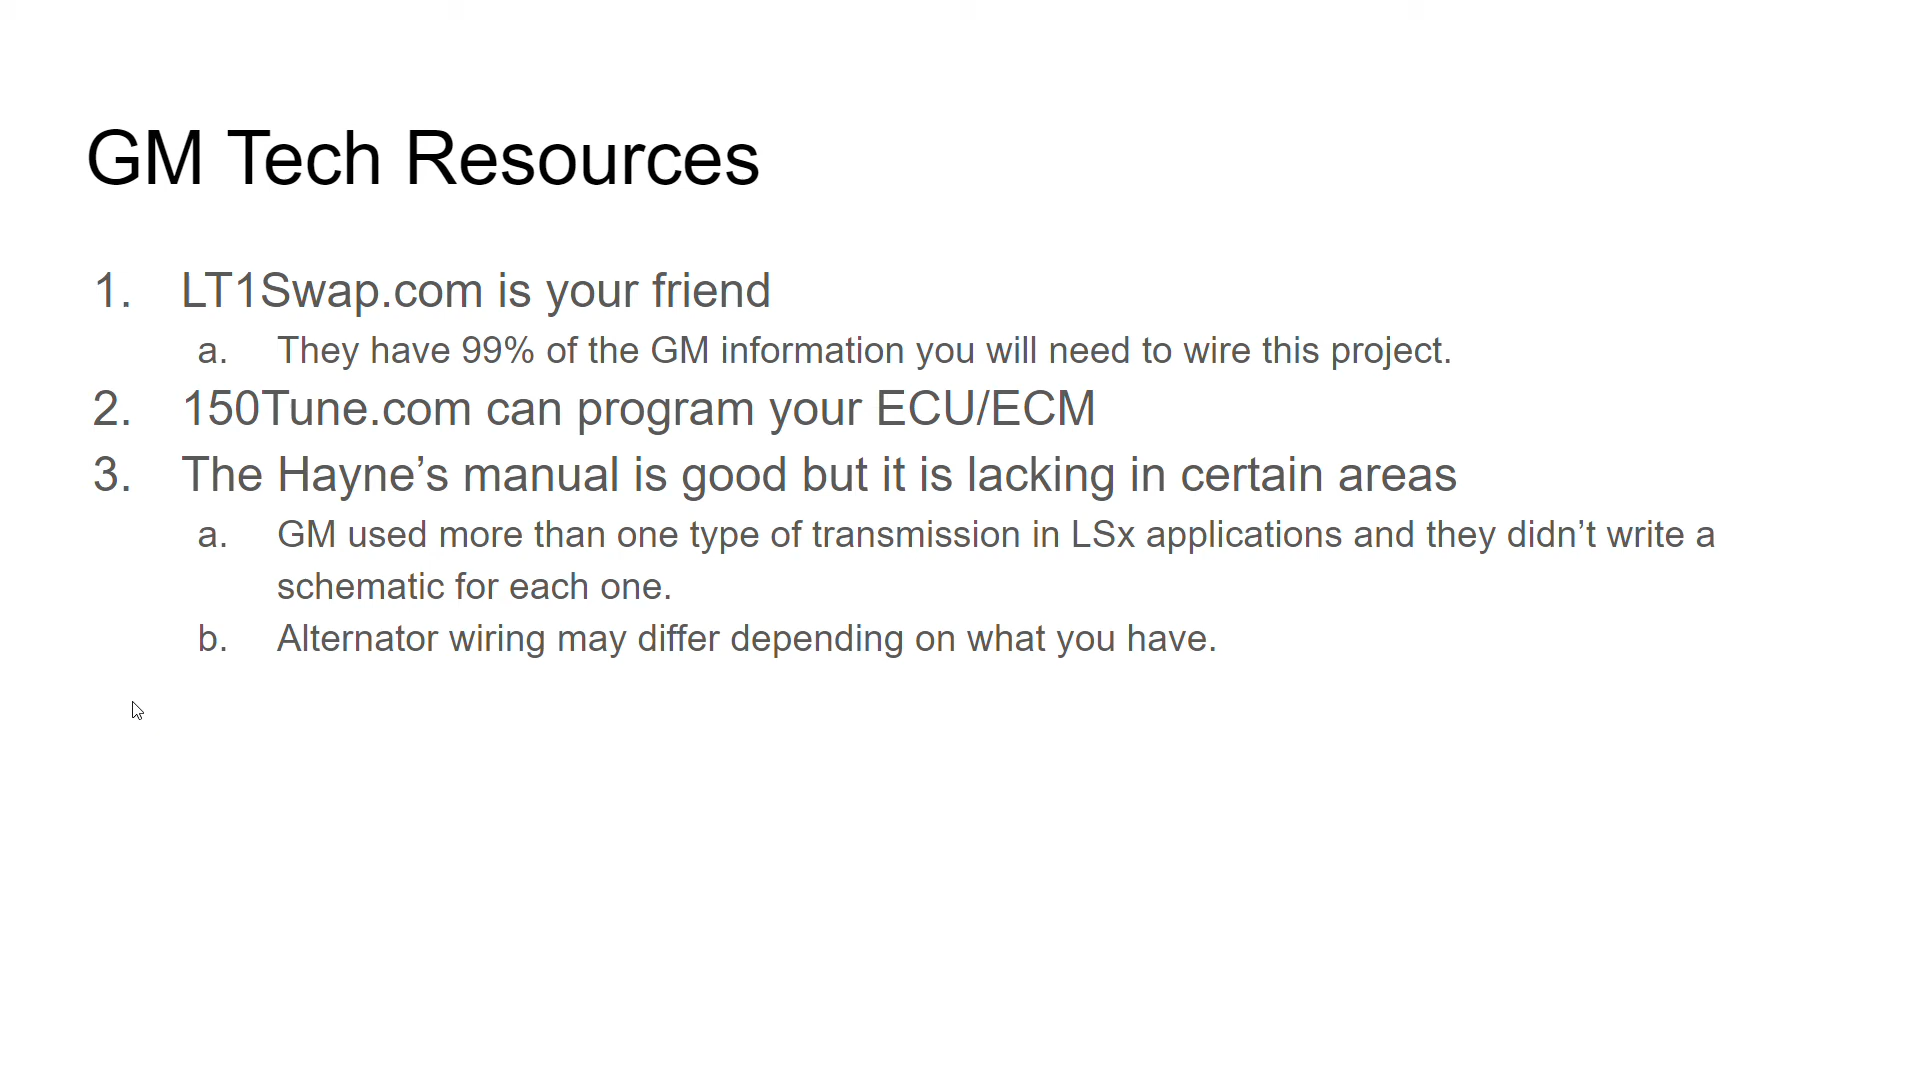 GM Tech Resources
1. LT1Swap.com is your friend
a. They have 99% of the GM information you will need to wire this project.
2. 150Tune.com can program your ECU/ECM
3. The Hayne’s manual is good but it is lacking in certain areas
a. GM used more than one type of transmission in LSx applications and they didn’t write a
schematic for each one.
b. Alternator wiring may differ depending on what you have.